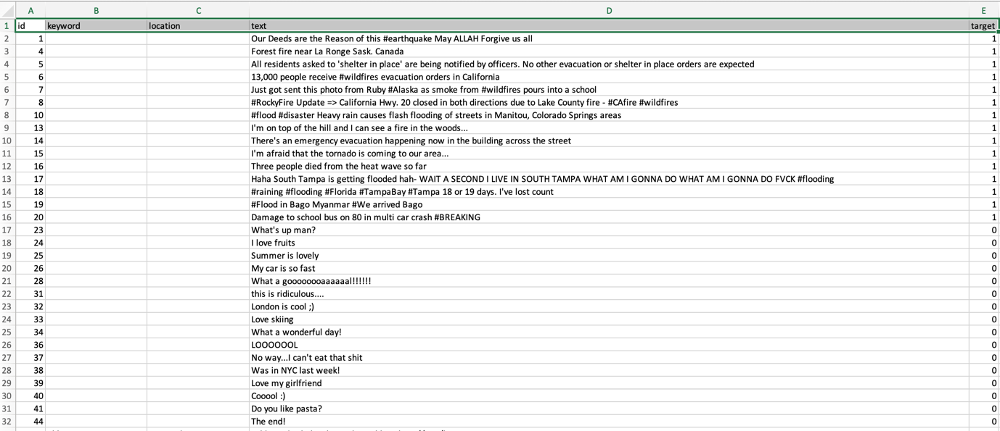 A B C D E
1 id keyword location text target
2 1 Our Deeds are the Reason of this #earthquake May ALLAH Forgive us all 1
3 4 Forest fire near La Ronge Sask. Canada 1
4 5 All residents asked to 'shelter in place' are being notified by officers. No other evacuation or shelter in place orders are expected 1
5 6 13,000 people receive #wildfires evacuation orders in California 1
6 7 Just got sent this photo from Ruby #Alaska as smoke from #wildfires pours into a school 1
7 8 #RockyFire Update => California Hwy. 20 closed in both directions due to Lake County fire - #CAfire #wildfires 1
8 10 #flood #disaster Heavy rain causes flash flooding of streets in Manitou, Colorado Springs areas 1
9 13 I'm on top of the hill and I can see a fire in the woods... 1
10 14 There's an emergency evacuation happening now in the building across the street 1
11 15 I'm afraid that the tornado is coming to our area... 1
12 16 Three people died from the heat wave so far 1
13 17 Haha South Tampa is getting flooded hah- WAIT A SECOND I LIVE IN SOUTH TAMPA WHAT AM I GONNA DO WHAT AM I GONNA DO FVCK #flooding 1
14 18 #raining #flooding #Florida #TampaBay #Tampa 18 or 19 days. I've lost count 1
15 19 #Flood in Bago Myanmar #We arrived Bago 1
16 20 Damage to school bus on 80 in multi car crash #BREAKING 1
17 23 What's up man? 0
18 24 I love fruits 0
19 25 Summer is lovely 0
20 26 My car is so fast 0
21 28 What a goooooooaaaaaal!!!!!! 0
22 31 this is ridiculous.... 0
23 32 London is cool ;) 0
24 33 Love skiing 0
25 34 What a wonderful day! 0
26 36 LOOOOOOL 0
27 37 No way...I can't eat that shit 0
28 38 Was in NYC last week! 0
29 39 Love my girlfriend 0
30 40 Cooool :) 0
31 41 Do you like pasta? 0
32 44 The end! 0